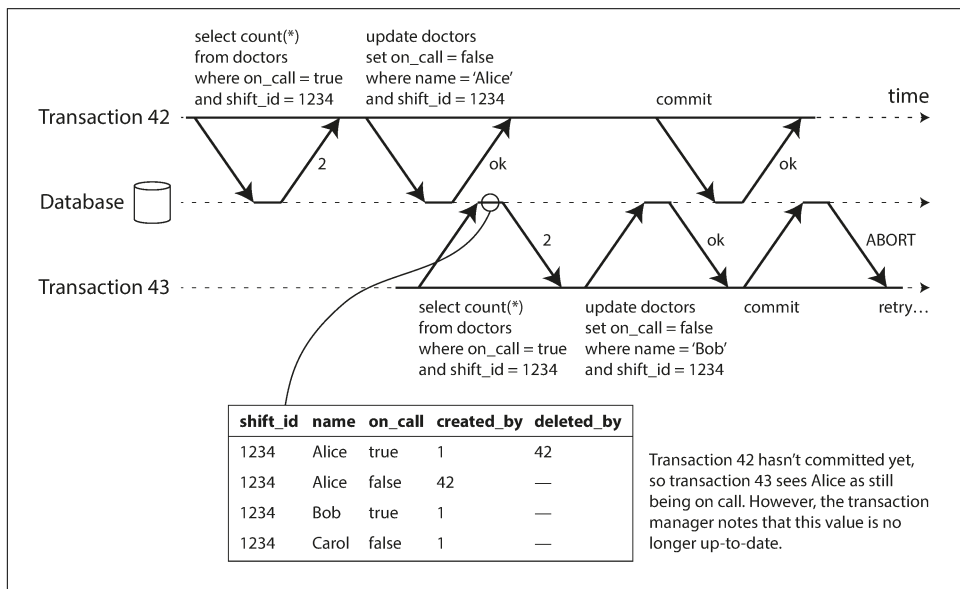 select count(*)
from doctors
where on_call = true
and shift_id = 1234
update doctors
set on_call = false
where name = ‘Alice’
and shift_id = 1234
commit
time
Transaction 42
2
ok
ok
Database
2
ok
ABORT
Transaction 43
select count(*)
from doctors
where on_call = true
and shift_id = 1234
update doctors
set on_call = false
where name = ‘Bob’
and shift_id = 1234
commit
retry…
shift_id name on_call created_by deleted_by
1234 Alice true 1 42
1234 Alice false 42 —
1234 Bob true 1 —
1234 Carol false 1 —
Transaction 42 hasn’t committed yet,
so transaction 43 sees Alice as still
being on call. However, the transaction
manager notes that this value is no
longer up-to-date.